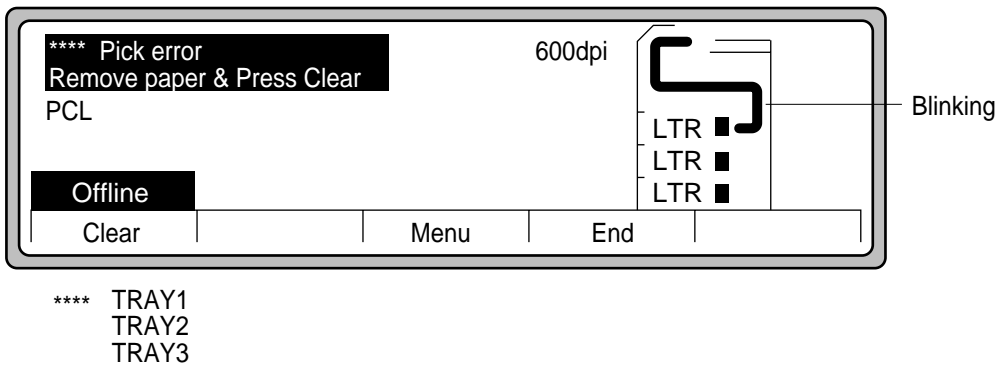 **** Pick error
600dpi
Remove paper & Press Clear
PCL
Blinking
LTR
LTR
LTR
Offline
Clear Menu End
**** TRAY1
TRAY2
TRAY3